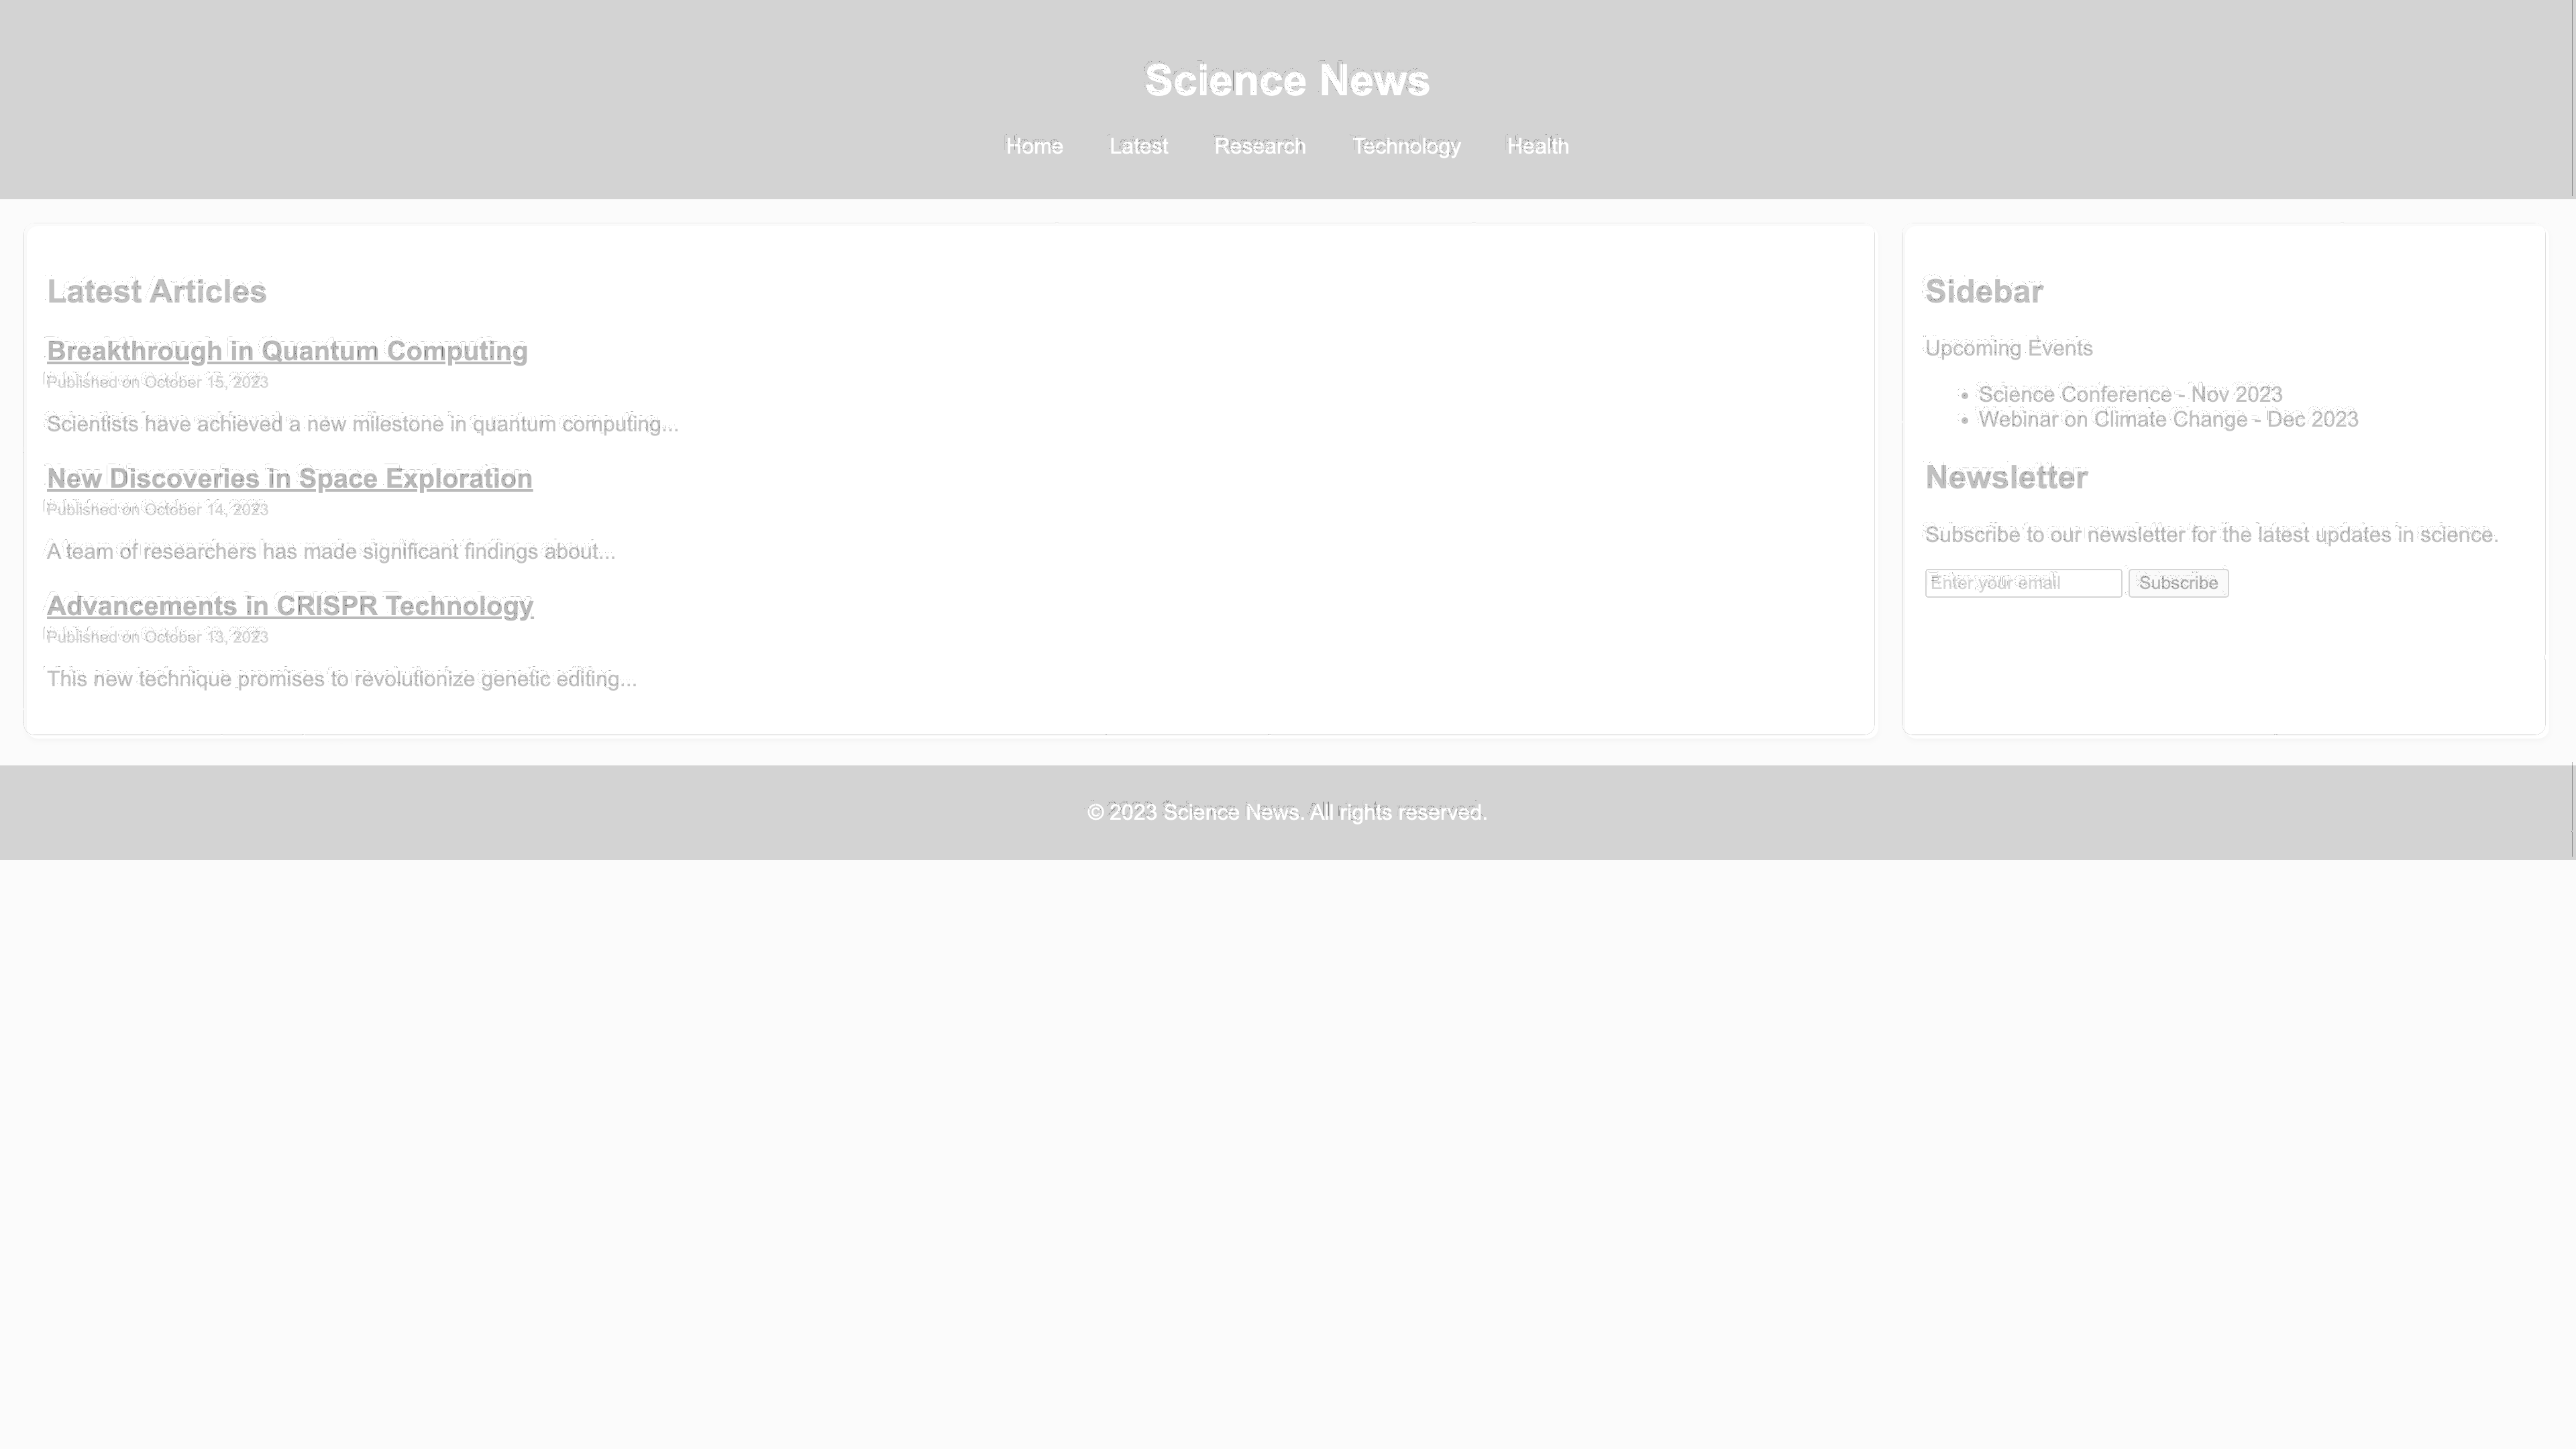 Science News
Home Latest Research Technology Health
Latest Articles
Breakthrough in Quantum Computing
Published on October 15, 2023
Scientists have achieved a new milestone in quantum computing...
New Discoveries in Space Exploration
Published on October 14, 2023
A team of researchers has made significant findings about...
Advancements in CRISPR Technology
Published on October 13, 2023
This new technique promises to revolutionize genetic editing...
Sidebar
Upcoming Events
• Science Conference - Nov 2023
• Webinar on Climate Change - Dec 2023
Newsletter
Subscribe to our newsletter for the latest updates in science.
Enter your email Subscribe
© 2023 Science News. All rights reserved.